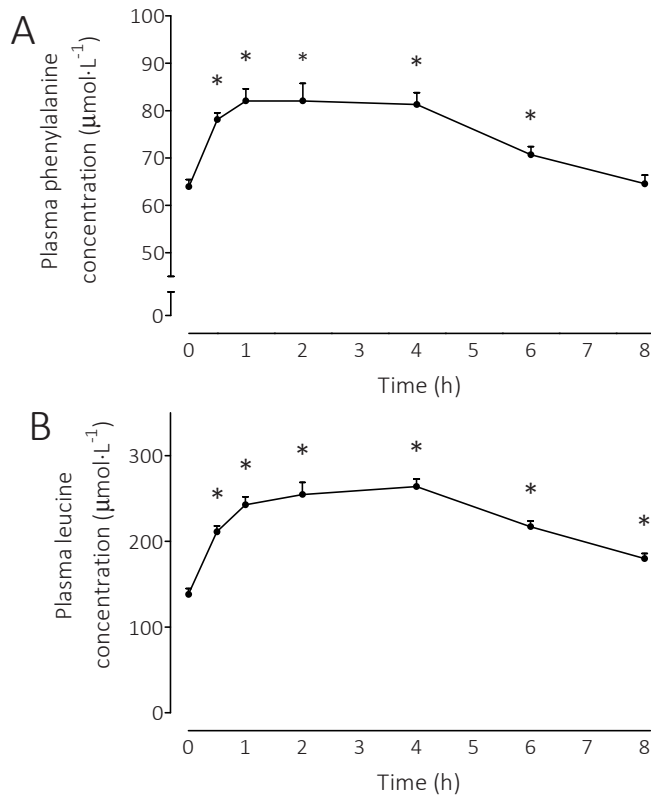 A
Plasma phenylalanine
concentration (μmol·L⁻¹)
100
90
80
70
60
50
0
* * * * * *
0 1 2 3 4 5 6 7 8
Time (h)
B
Plasma leucine
concentration (μmol·L⁻¹)
300
200
100
0
* * * * * *
0 1 2 3 4 5 6 7 8
Time (h)